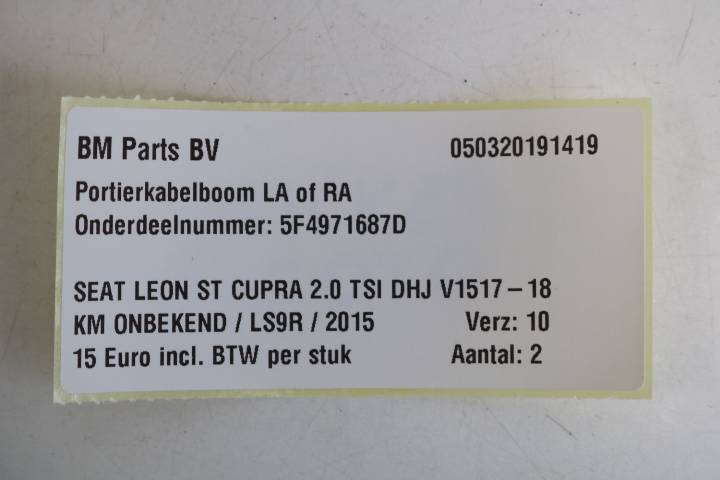 BM Parts BV 050320191419
Portierkabelboom LA of RA
Onderdeelnummer: 5F4971687D
SEAT LEON ST CUPRA 2.0 TSI DHJ V1517-18
KM ONBEKEND / LS9R / 2015 Verz: 10
15 Euro incl. BTW per stuk Aantal: 2